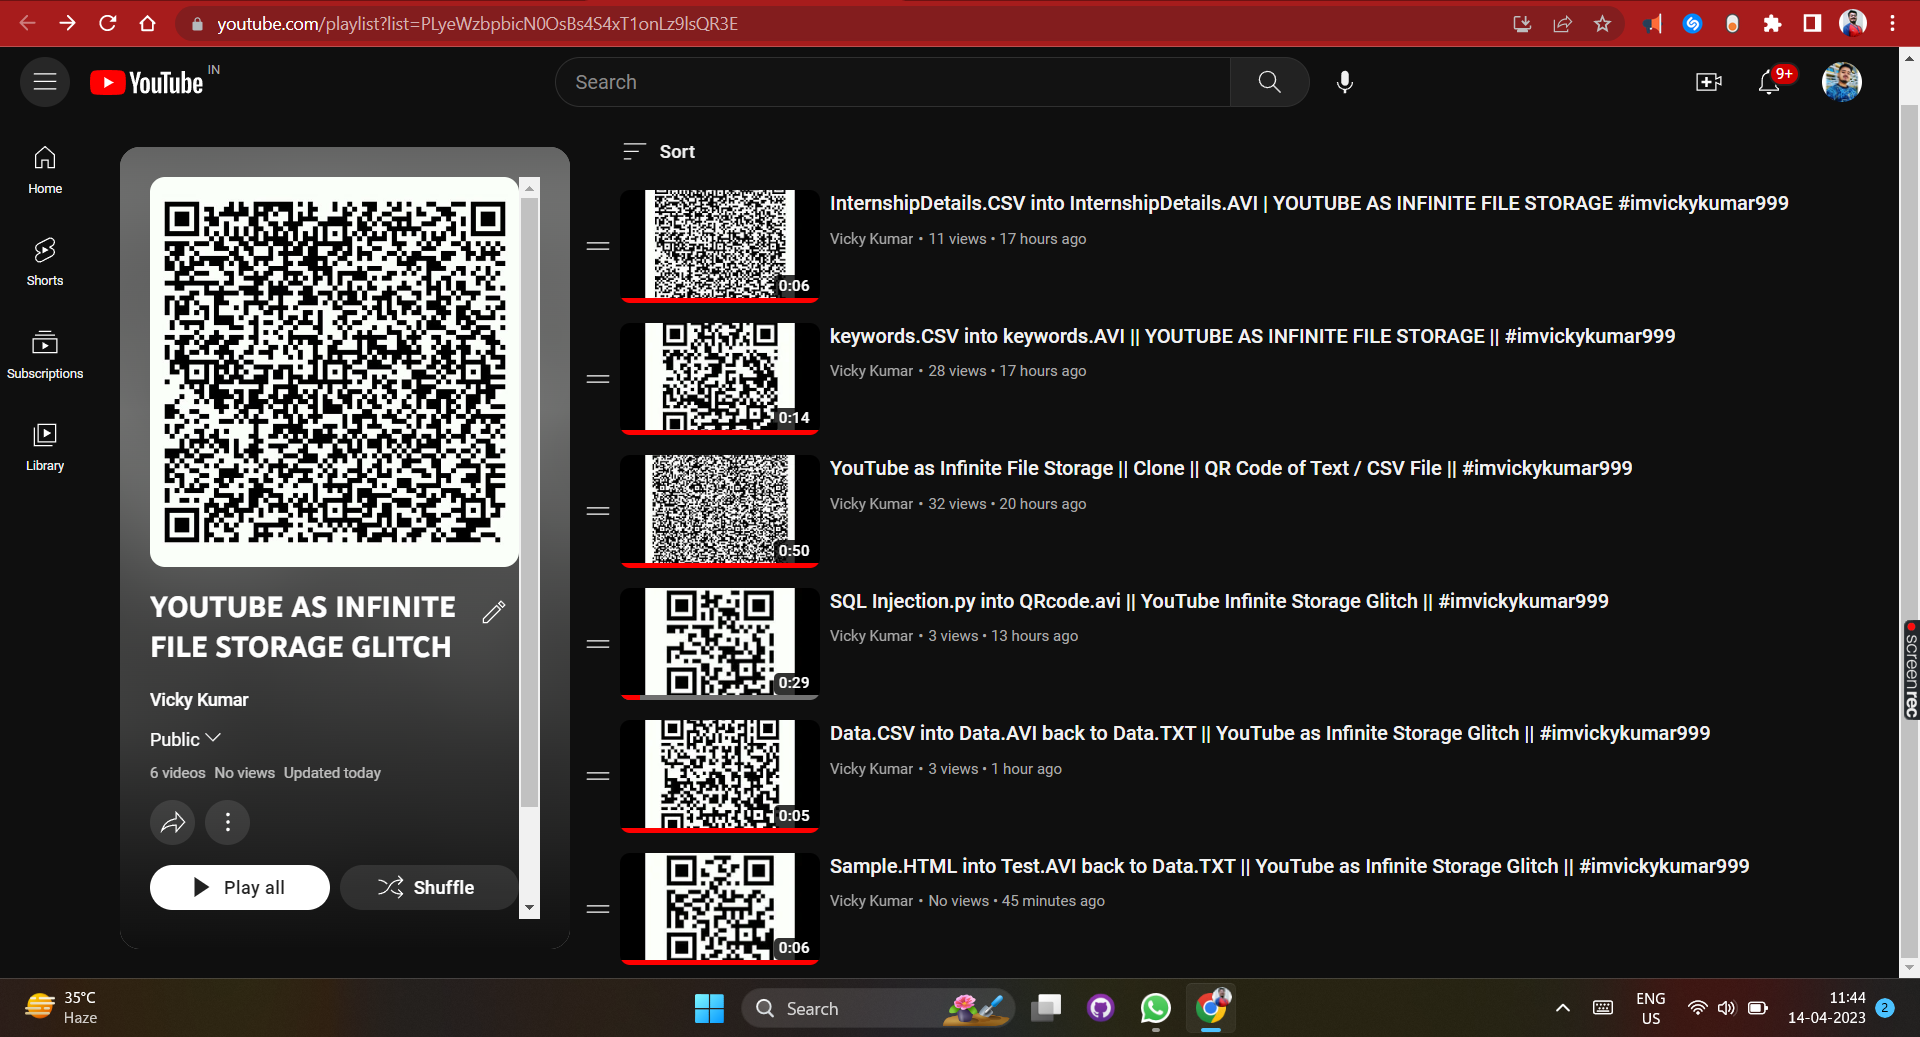 youtube.com/playlist?list=PLyeWzbpbicN0OsBs4S4xT1onLz9lsQR3E
YouTube IN
Search
9+
Home
Shorts
Subscriptions
Library
YOUTUBE AS INFINITE
FILE STORAGE GLITCH
Vicky Kumar
Public
6 videos No views Updated today
Play all
Shuffle
Sort
InternshipDetails.CSV into InternshipDetails.AVI | YOUTUBE AS INFINITE FILE STORAGE #imvickykumar999
Vicky Kumar • 11 views • 17 hours ago
0:06
keywords.CSV into keywords.AVI || YOUTUBE AS INFINITE FILE STORAGE || #imvickykumar999
Vicky Kumar • 28 views • 17 hours ago
0:14
YouTube as Infinite File Storage || Clone || QR Code of Text / CSV File || #imvickykumar999
Vicky Kumar • 32 views • 20 hours ago
0:50
SQL Injection.py into QRcode.avi || YouTube Infinite Storage Glitch || #imvickykumar999
Vicky Kumar • 3 views • 13 hours ago
0:29
Data.CSV into Data.AVI back to Data.TXT || YouTube as Infinite Storage Glitch || #imvickykumar999
Vicky Kumar • 3 views • 1 hour ago
0:05
Sample.HTML into Test.AVI back to Data.TXT || YouTube as Infinite Storage Glitch || #imvickykumar999
Vicky Kumar • No views • 45 minutes ago
0:06
screenrec
35°C
Haze
Search
ENG
US
11:44
14-04-2023
2